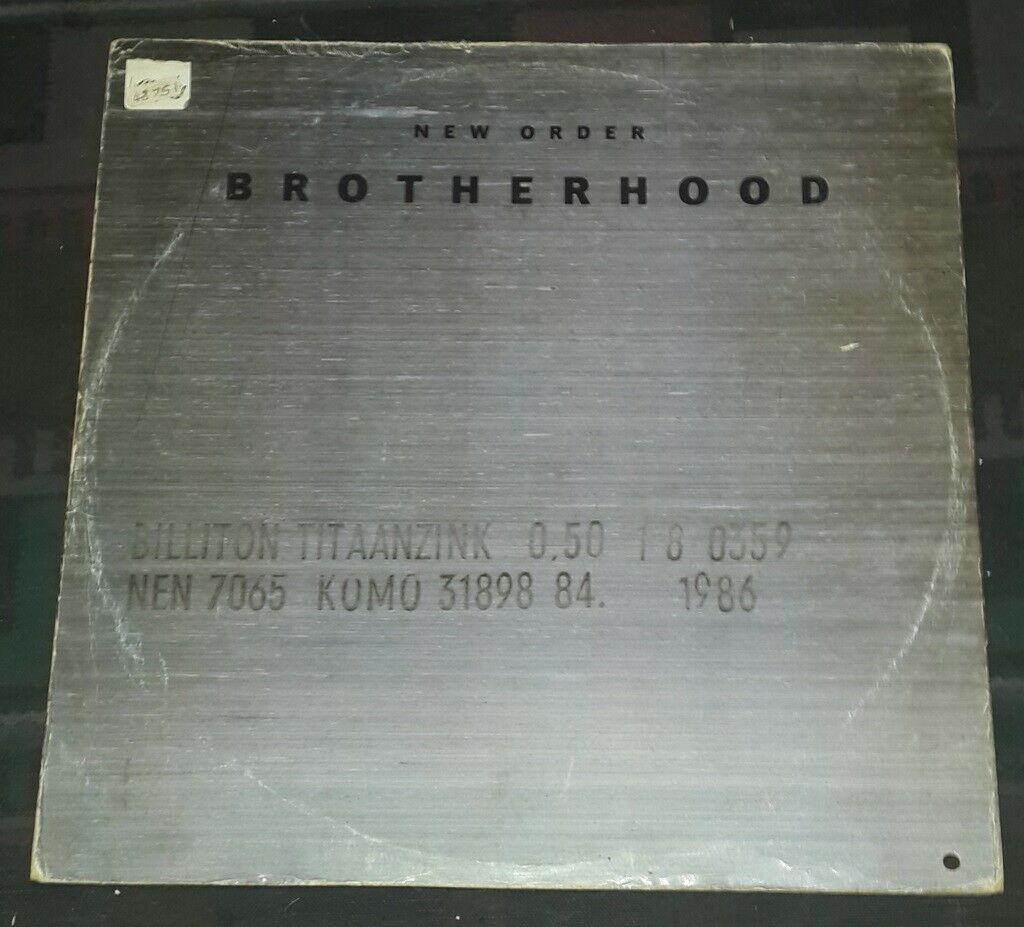 NEW ORDER
BROTHERHOOD
BILLITON TITAANZINK 0,50 1 8 0359
NEN 7065 KOMO 31898 84. 1986